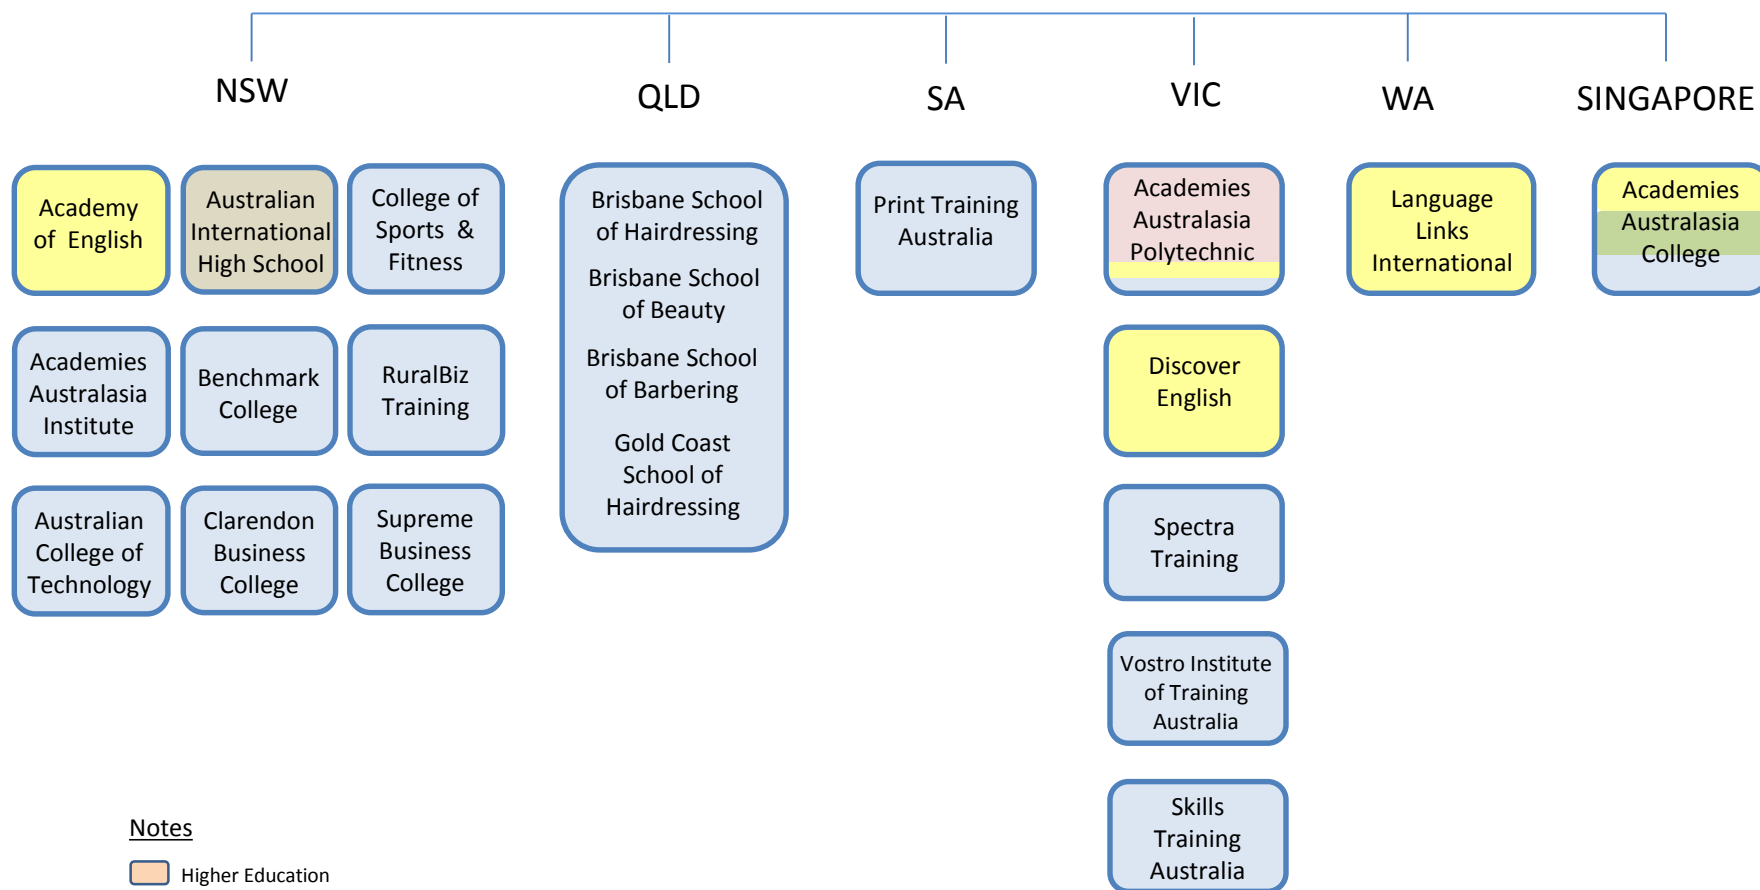 NSW
QLD
SA
VIC
WA
SINGAPORE
Academy
of English
Australian
International
High School
College of
Sports &
Fitness
Academies
Australasia
Institute
Benchmark
College
RuralBiz
Training
Australian
College of
Technology
Clarendon
Business
College
Supreme
Business
College
Brisbane School
of Hairdressing
Brisbane School
of Beauty
Brisbane School
of Barbering
Gold Coast
School of
Hairdressing
Print Training
Australia
Academies
Australasia
Polytechnic
Discover
English
Spectra
Training
Vostro Institute
of Training
Australia
Skills
Training
Australia
Language
Links
International
Academies
Australasia
College
Notes
Higher Education